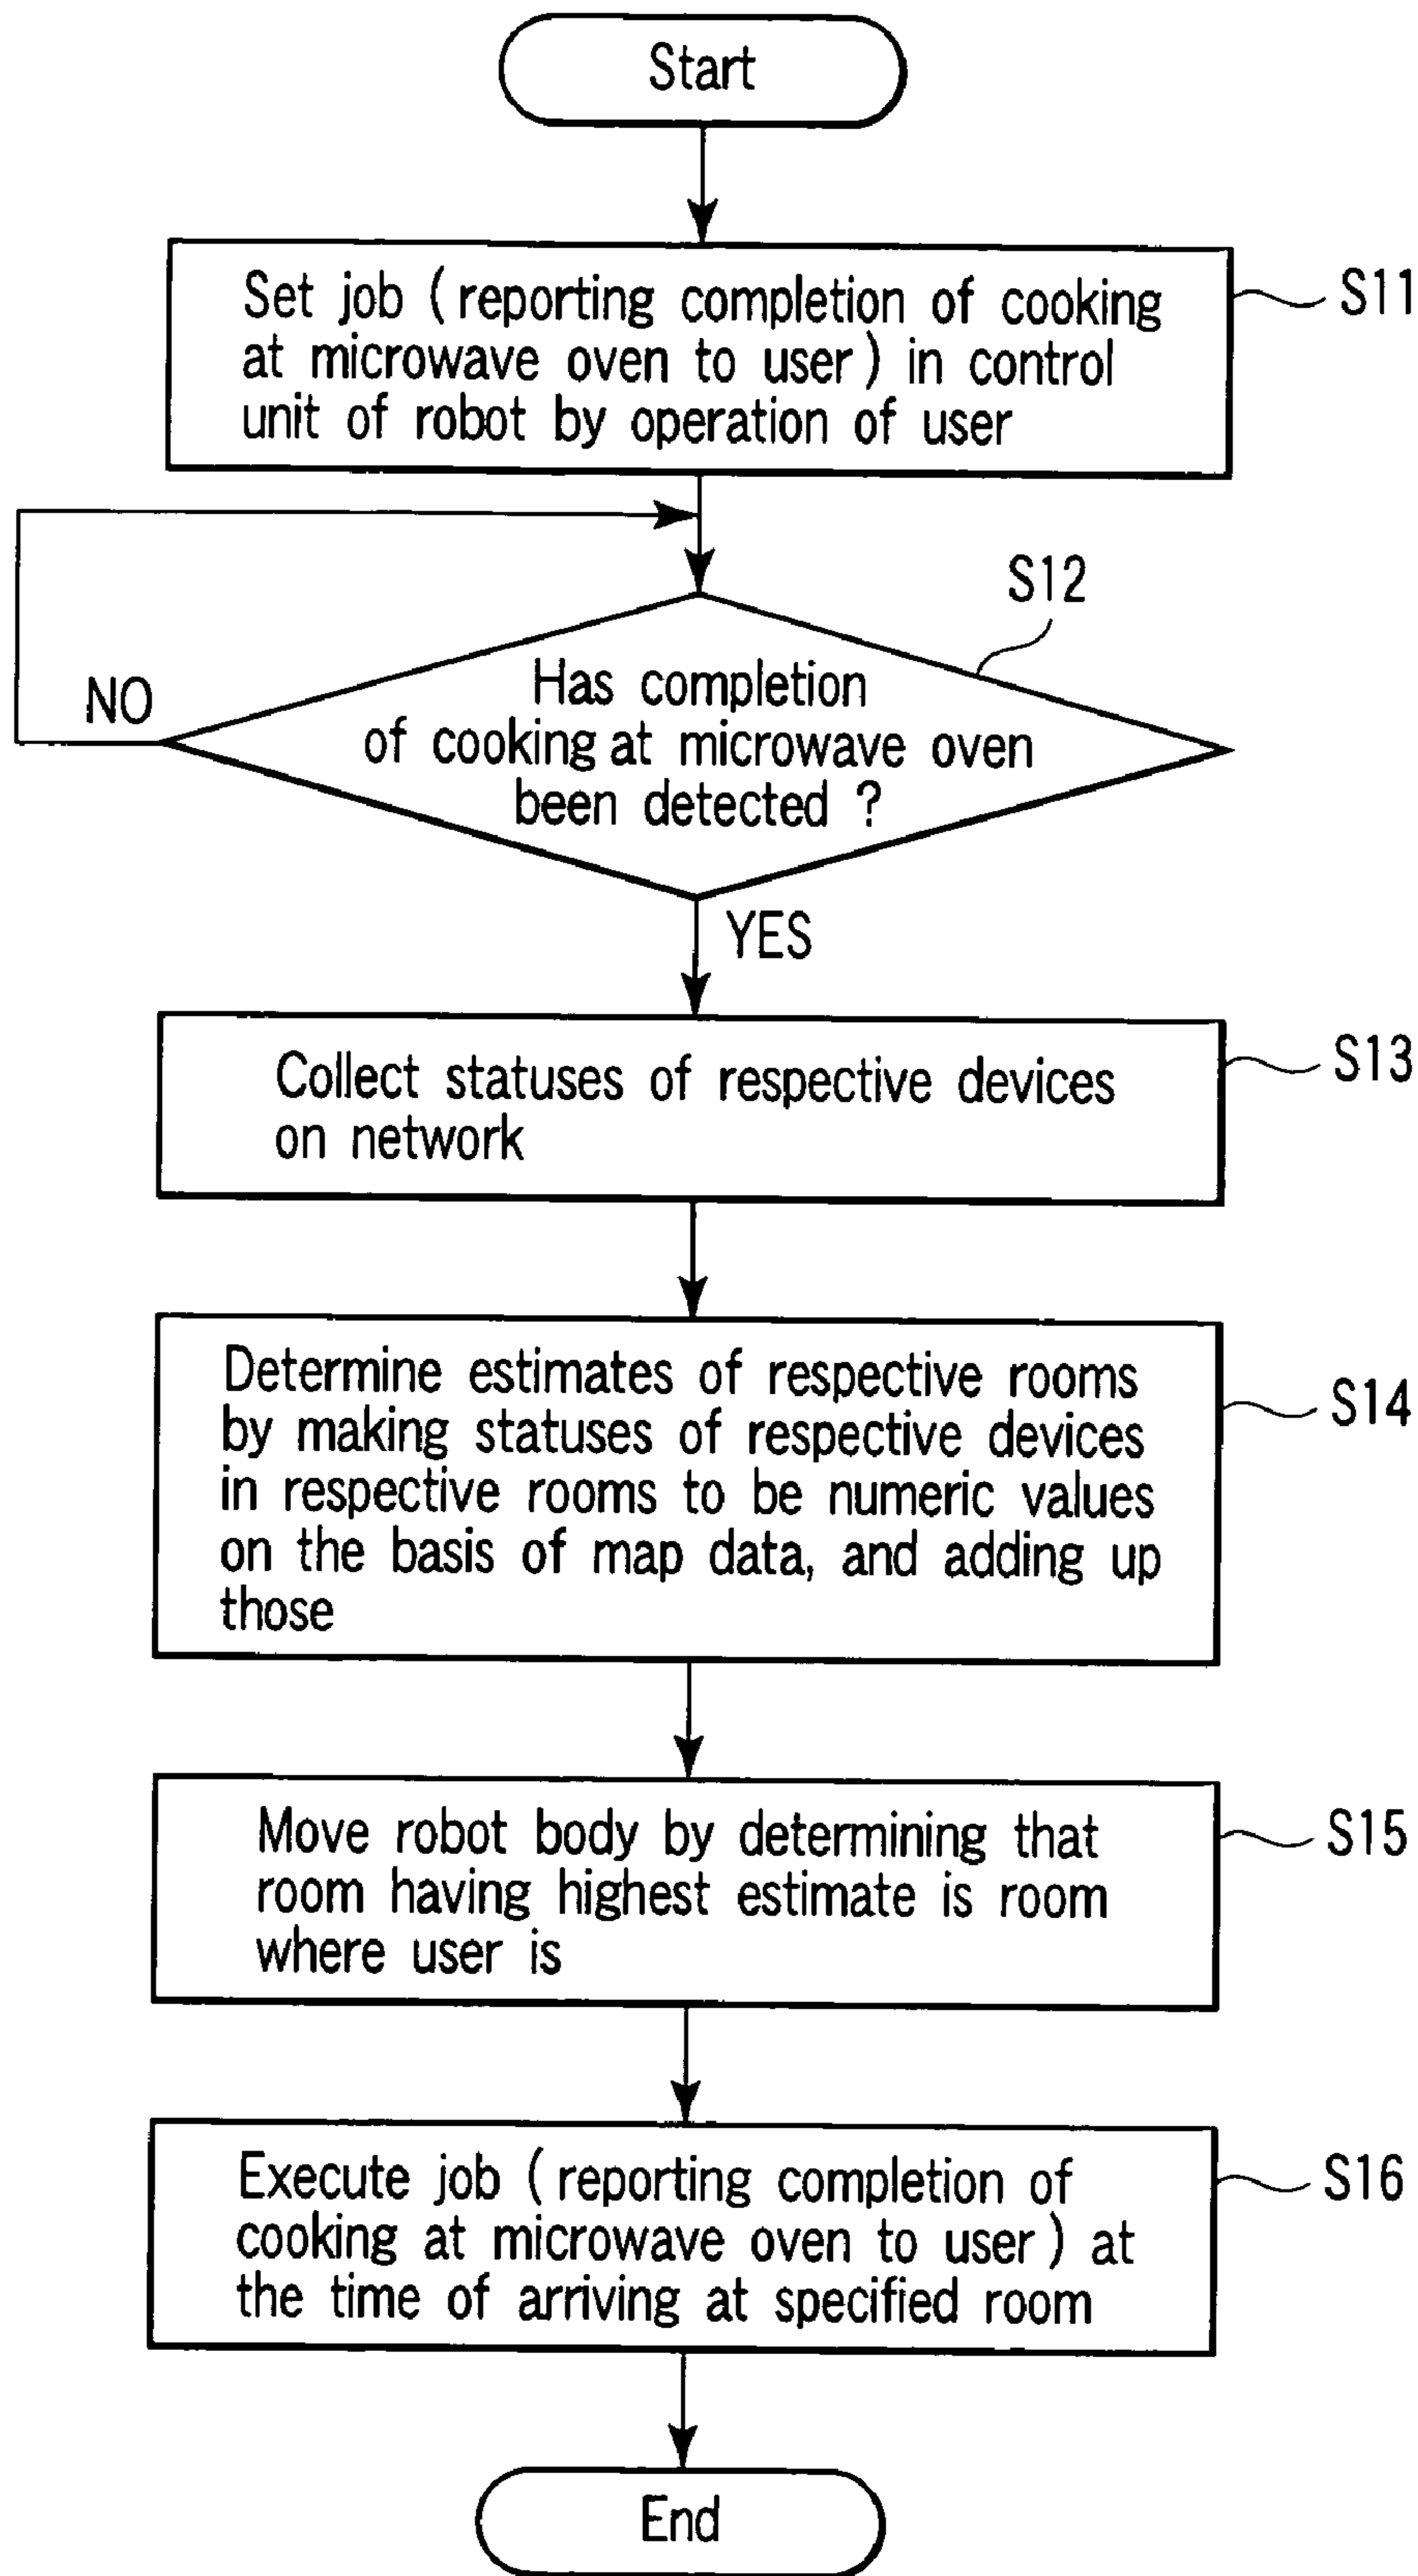 Start
Set job (reporting completion of cooking
at microwave oven to user) in control
unit of robot by operation of user
S11
S12
NO
Has completion
of cooking at microwave oven
been detected ?
YES
Collect statuses of respective devices
on network
S13
Determine estimates of respective rooms
by making statuses of respective devices
in respective rooms to be numeric values
on the basis of map data, and adding up
those
S14
Move robot body by determining that
room having highest estimate is room
where user is
S15
Execute job (reporting completion of
cooking at microwave oven to user) at
the time of arriving at specified room
S16
End